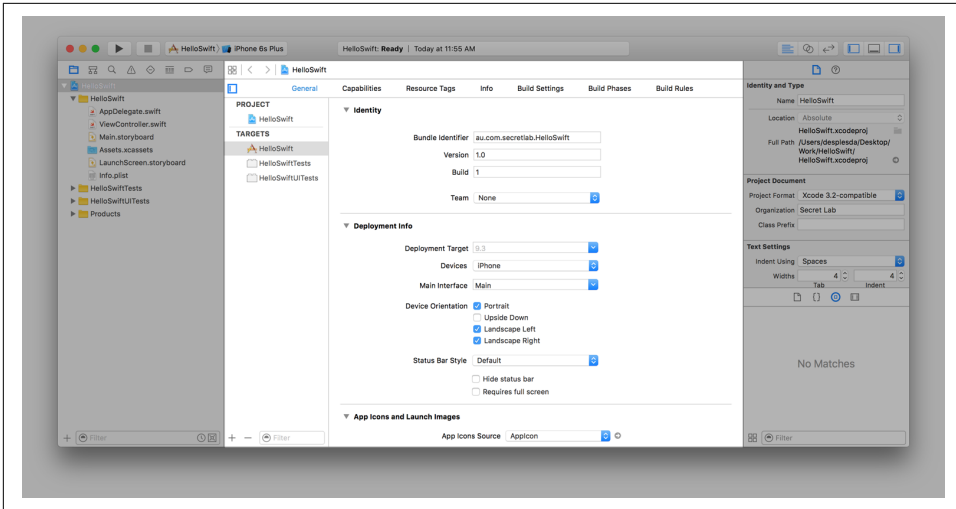 HelloSwift iPhone 6s Plus
HelloSwift: Ready | Today at 11:55 AM
HelloSwift
HelloSwift
AppDelegate.swift
ViewController.swift
Main.storyboard
Assets.xcassets
LaunchScreen.storyboard
Info.plist
HelloSwiftTests
HelloSwiftUITests
Products
Filter
HelloSwift
General Capabilities Resource Tags Info Build Settings Build Phases Build Rules
PROJECT
HelloSwift
TARGETS
HelloSwift
HelloSwiftTests
HelloSwiftUITests
Filter
Identity
Bundle Identifier au.com.secretlab.HelloSwift
Version 1.0
Build 1
Team None
Deployment Info
Deployment Target 9.3
Devices iPhone
Main Interface Main
Device Orientation Portrait
Upside Down
Landscape Left
Landscape Right
Status Bar Style Default
Hide status bar
Requires full screen
App Icons and Launch Images
App Icons Source AppIcon
Identity and Type
Name HelloSwift
Location Absolute
HelloSwift.xcodeproj
Full Path /Users/desplesda/Desktop/
Work/HelloSwift/
HelloSwift.xcodeproj
Project Document
Project Format Xcode 3.2-compatible
Organization Secret Lab
Class Prefix
Text Settings
Indent Using Spaces
Widths 4 4
Tab Indent
No Matches
Filter